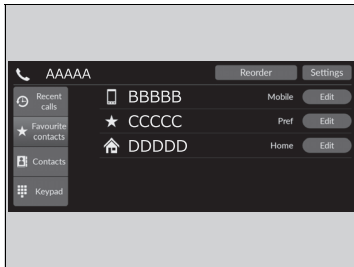 AAAAA Reorder Settings
Recent
calls
BBBBB Mobile Edit
Favourite
contacts
CCCCC Pref Edit
Contacts
DDDDD Home Edit
Keypad